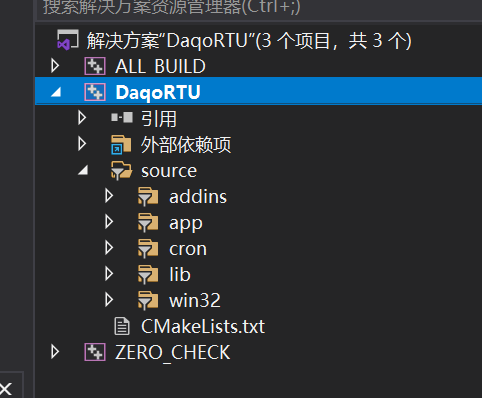 搜索解决方案资源管理器(Ctrl+;)
解决方案“DaqoRTU”(3 个项目，共 3 个)
ALL_BUILD
DaqoRTU
引用
外部依赖项
source
addins
app
cron
lib
win32
CMakeLists.txt
ZERO_CHECK